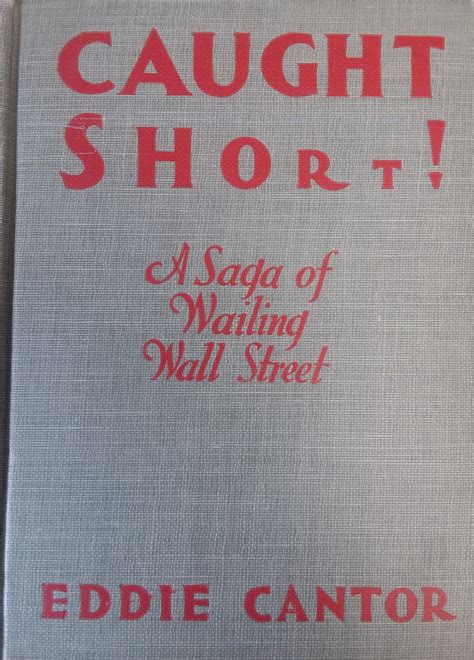 CAUGHT
SHORT!
A Saga of
Wailing
Wall Street
EDDIE CANTOR